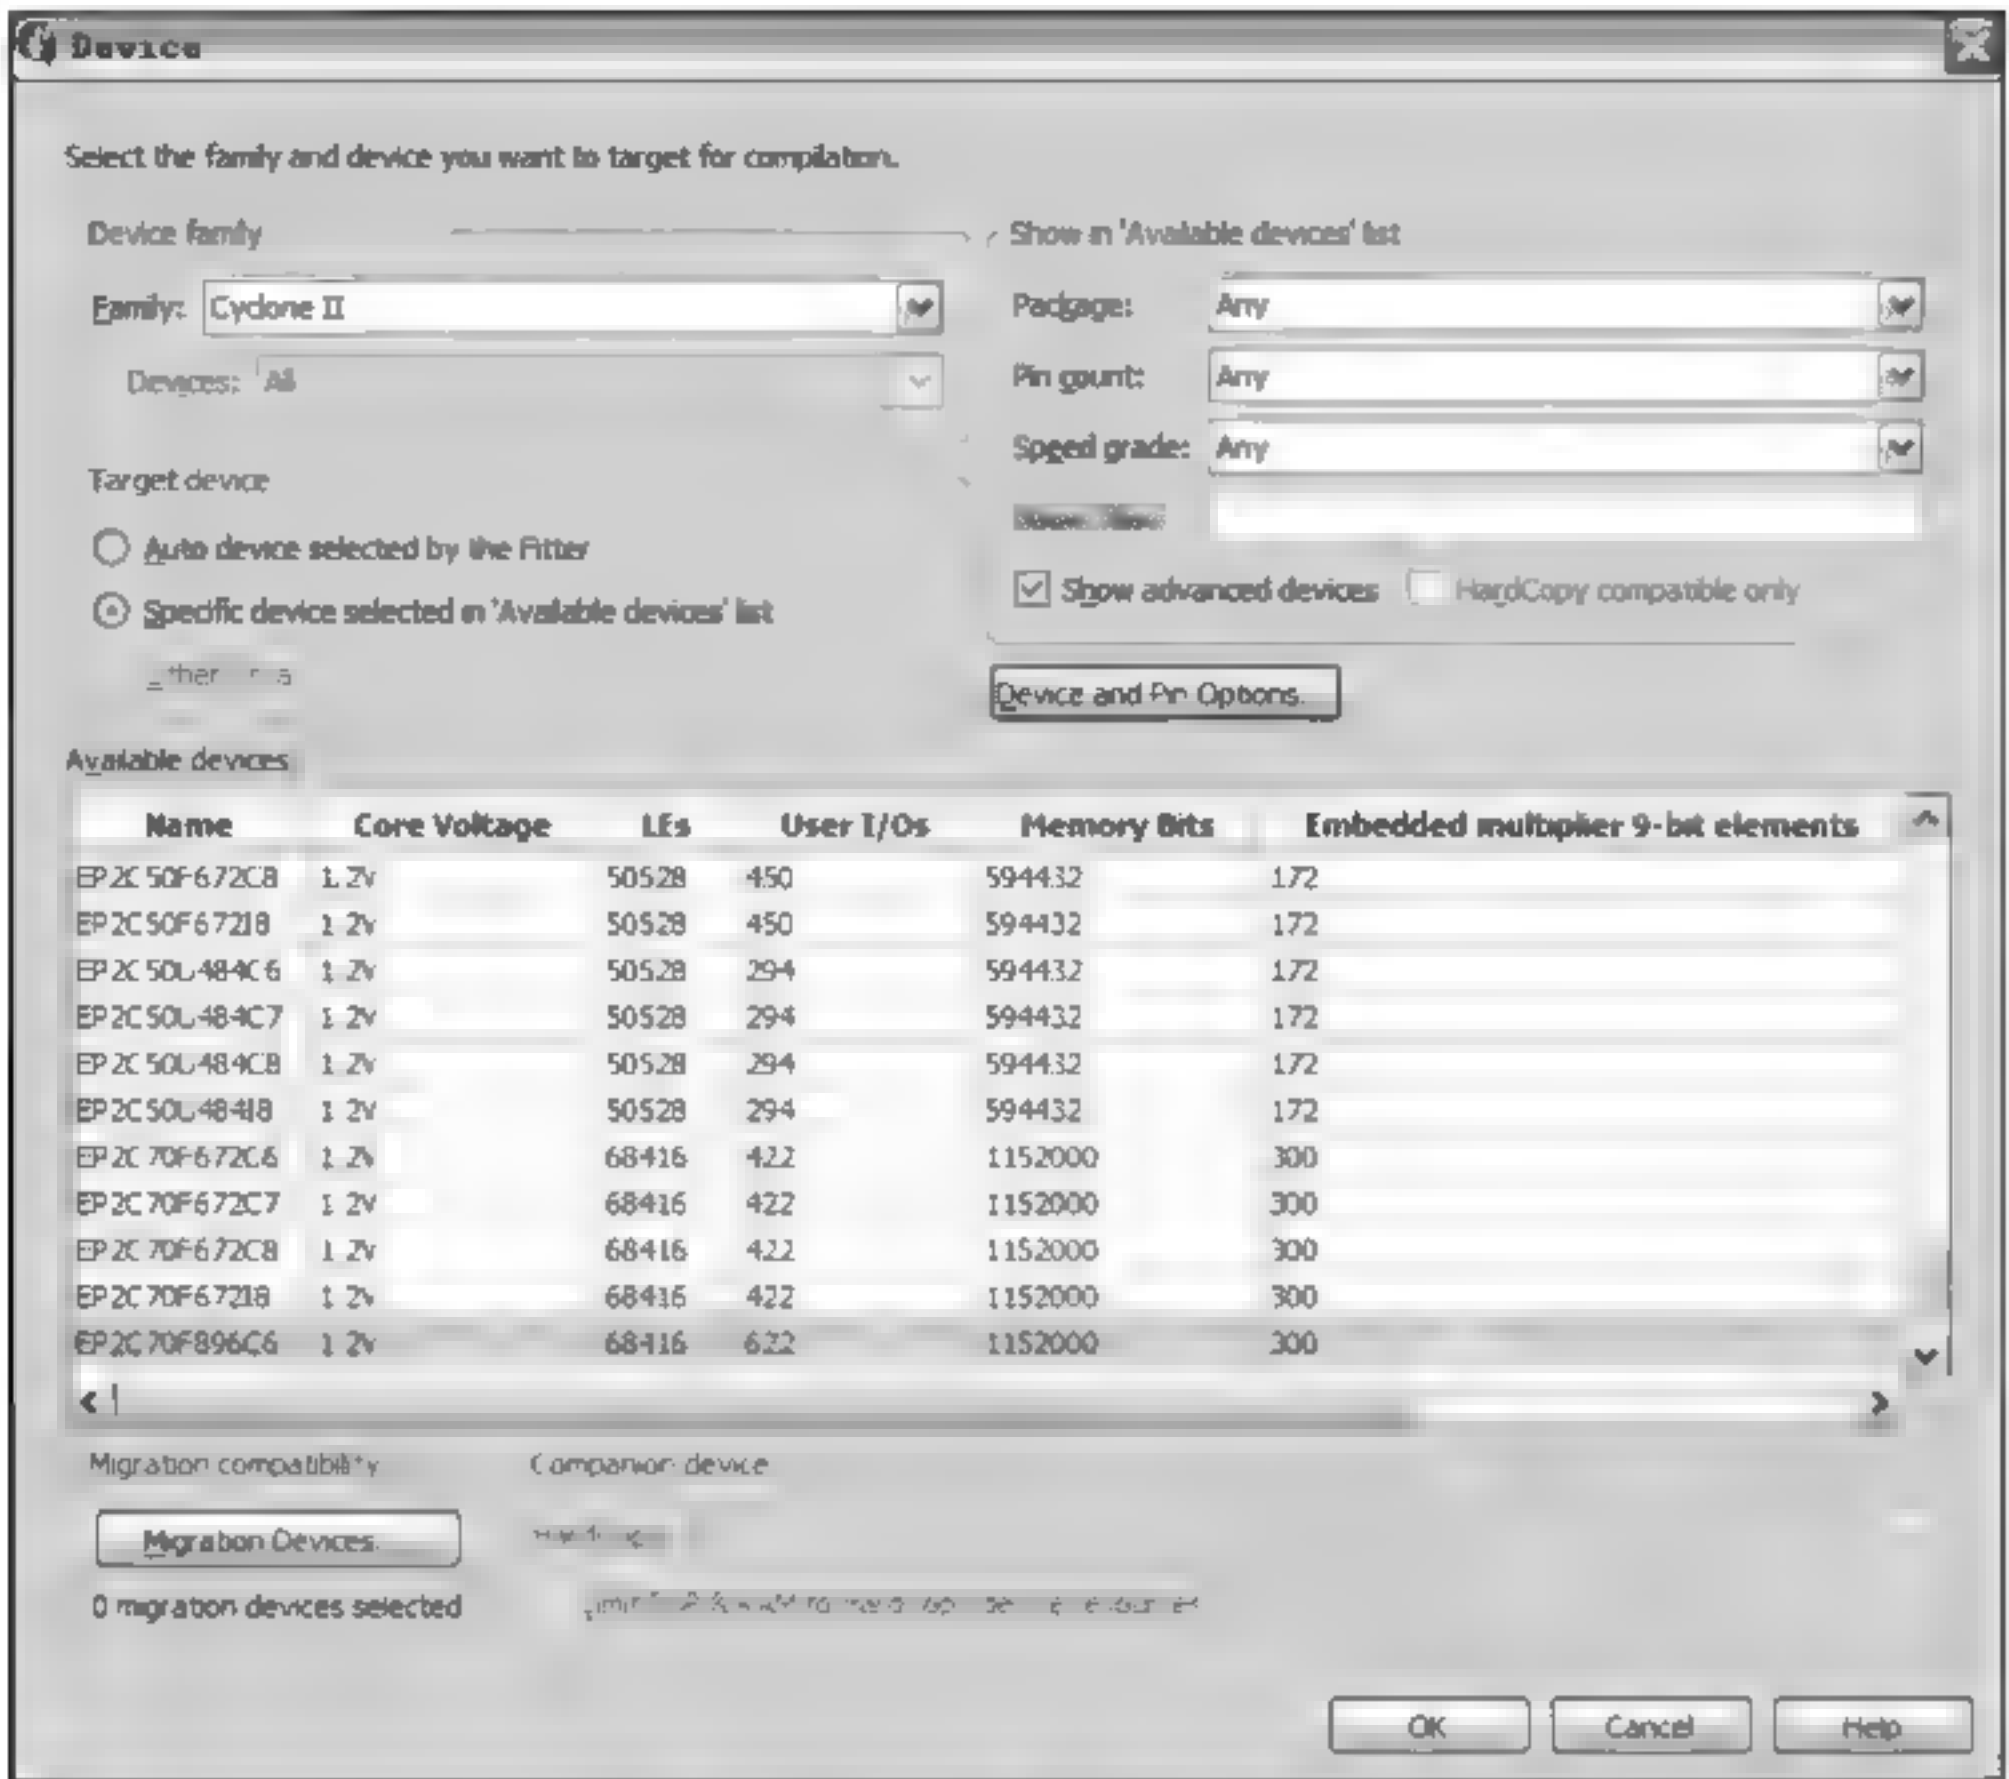 Device
Select the family and device you want to target for compilation.
Device family
Family: Cyclone II
Devices: All
Show in 'Available devices' list
Package: Any
Pin count: Any
Speed grade: Any
Show advanced devices HardCopy compatible only
Target device
Auto device selected by the Fitter
Specific device selected in 'Available devices' list
Device and Pin Options...
Available devices:
Name Core Voltage LEs User I/Os Memory Bits Embedded multiplier 9-bit elements
EP2C50F672C8 1.2V 50528 450 594432 172
EP2C50F672I8 1.2V 50528 450 594432 172
EP2C50U484C6 1.2V 50528 294 594432 172
EP2C50U484C7 1.2V 50528 294 594432 172
EP2C50U484C8 1.2V 50528 294 594432 172
EP2C50U484I8 1.2V 50528 294 594432 172
EP2C70F672C6 1.2V 68416 422 1152000 300
EP2C70F672C7 1.2V 68416 422 1152000 300
EP2C70F672C8 1.2V 68416 422 1152000 300
EP2C70F672I8 1.2V 68416 422 1152000 300
EP2C70F896C6 1.2V 68416 622 1152000 300
Migration compatibility
Migration Devices...
0 migration devices selected
Companion device
OK Cancel Help